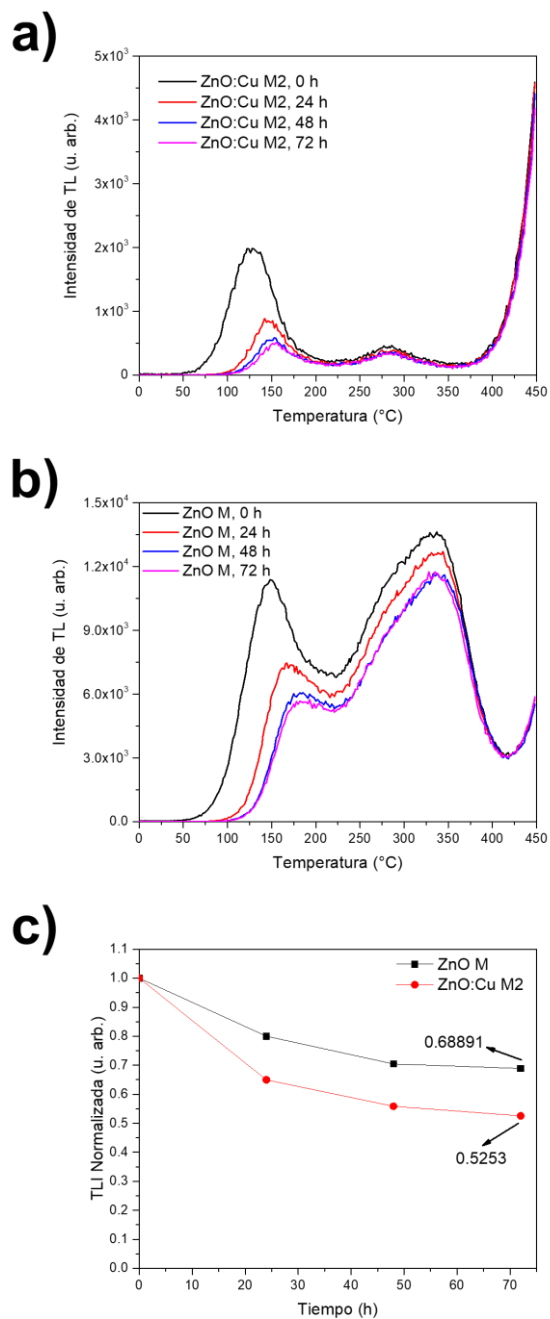 a)
5x10³
4x10³
3x10³
2x10³
1x10³
0
Intensidad de TL (u. arb.)
ZnO:Cu M2, 0 h
ZnO:Cu M2, 24 h
ZnO:Cu M2, 48 h
ZnO:Cu M2, 72 h
0 50 100 150 200 250 300 350 400 450
Temperatura (°C)
b)
1.5x10⁴
1.2x10⁴
9.0x10³
6.0x10³
3.0x10³
0.0
Intensidad de TL (u. arb.)
ZnO M, 0 h
ZnO M, 24 h
ZnO M, 48 h
ZnO M, 72 h
0 50 100 150 200 250 300 350 400 450
Temperatura (°C)
c)
1.1
1.0
0.9
0.8
0.7
0.6
0.5
0.4
0.3
0.2
0.1
0.0
TLI Normalizada (u. arb.)
ZnO M
ZnO:Cu M2
0.68891
0.5253
0 10 20 30 40 50 60 70
Tiempo (h)